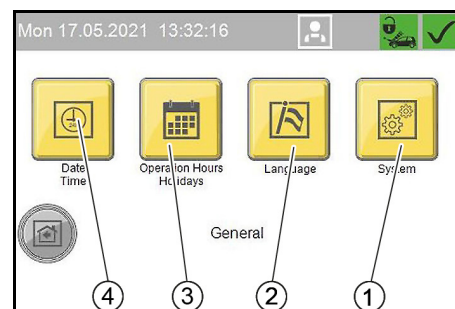 Mon 17.05.2021 13:32:16
Date
Time
Operation Hours
Holidays
Language
System
General
4
3
2
1